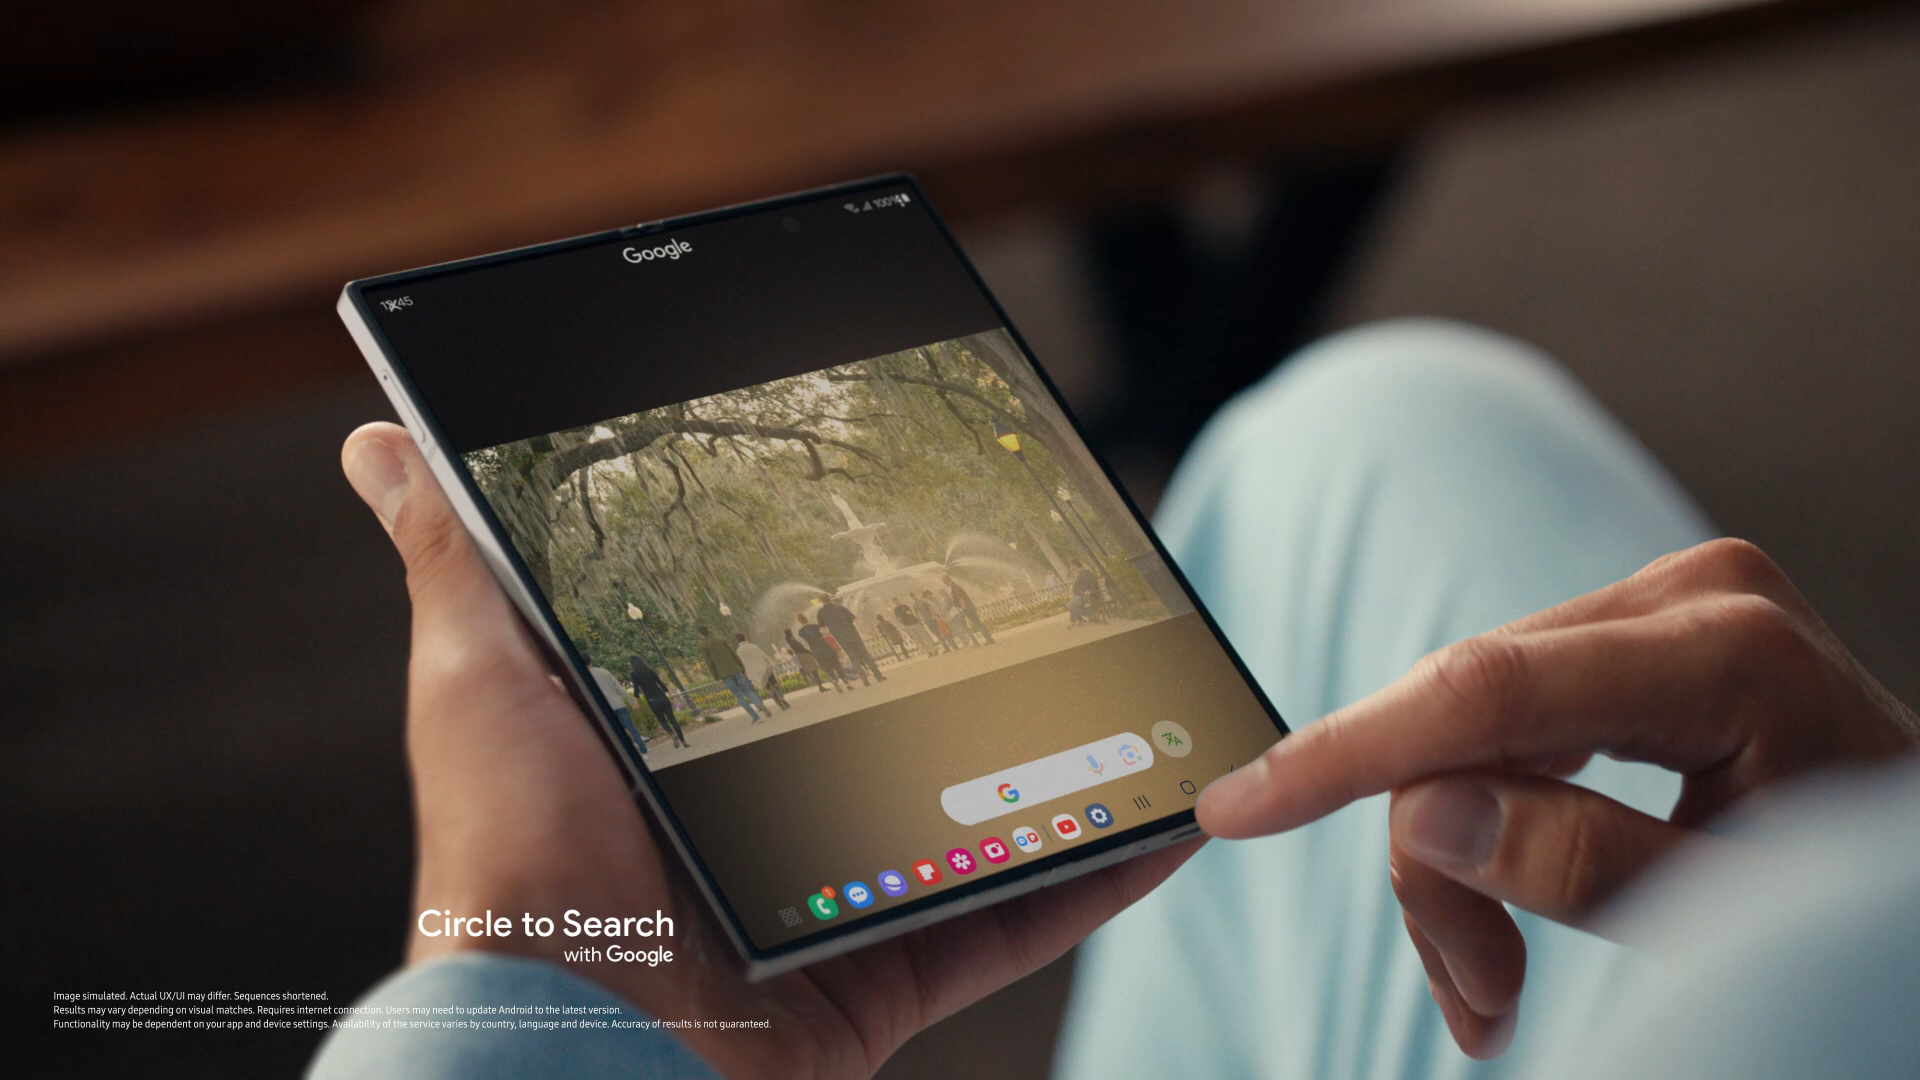 Google
100%
Circle to Search
with Google
Image simulated. Actual UX/UI may differ. Sequences shortened.
Results may vary depending on visual matches. Requires internet connection. Users may need to update Android to the latest version.
Functionality may be dependent on your app and device settings. Availability of the service varies by country, language and device. Accuracy of results is not guaranteed.